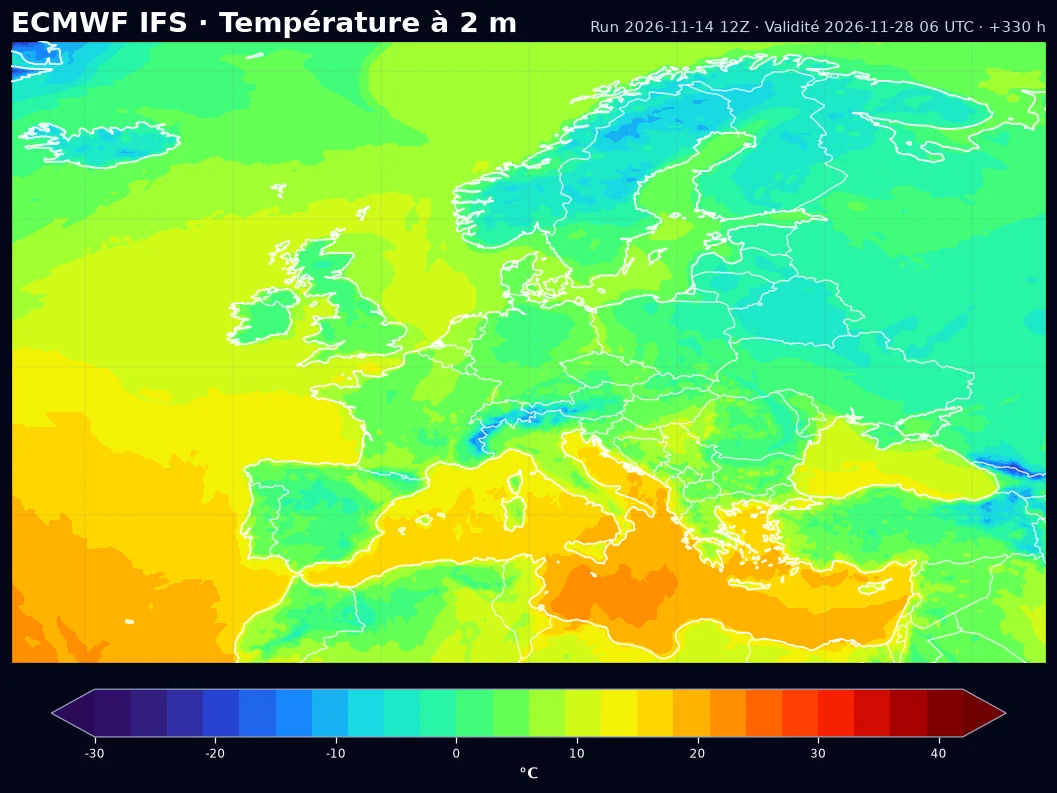 ECMWF IFS · Température à 2 m
Run 2026-11-14 12Z · Validité 2026-11-28 06 UTC · +330 h
-30 -20 -10 0 10 20 30 40
°C